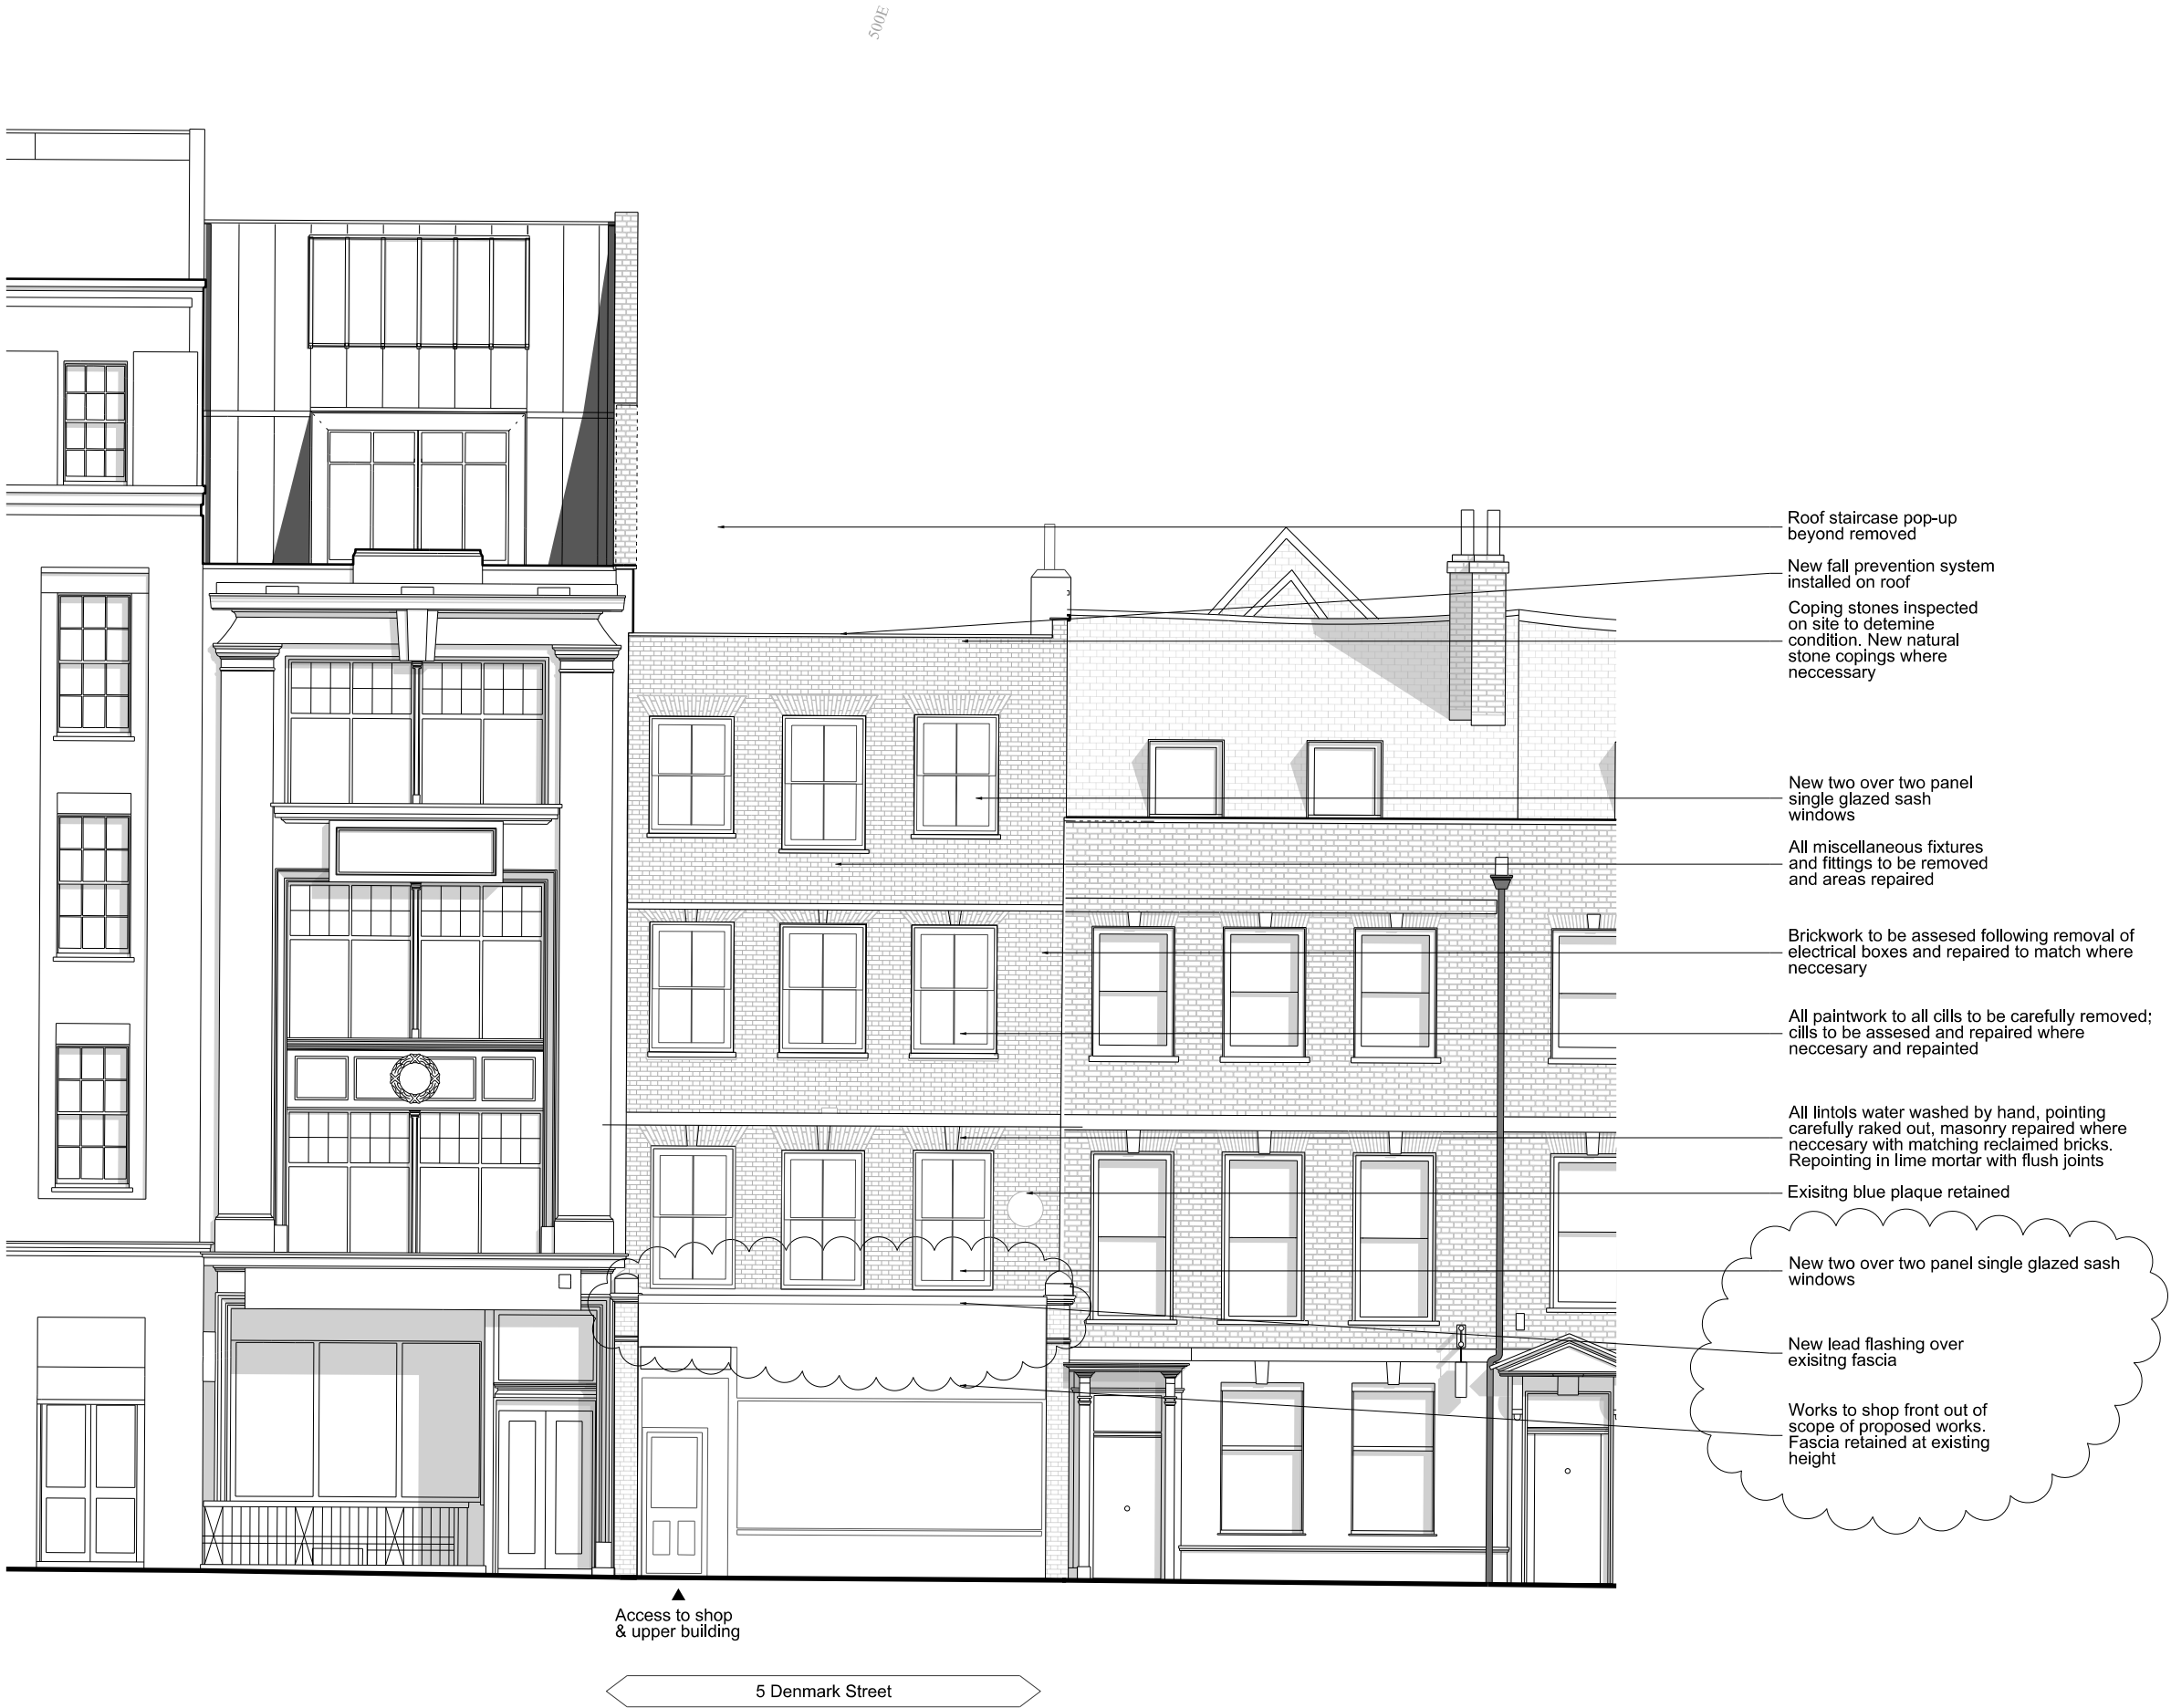 500E
Roof staircase pop-up
beyond removed
New fall prevention system
installed on roof
Coping stones inspected
on site to detemine
condition. New natural
stone copings where
neccessary
New two over two panel
single glazed sash
windows
All miscellaneous fixtures
and fittings to be removed
and areas repaired
Brickwork to be assesed following removal of
electrical boxes and repaired to match where
neccesary
All paintwork to all cills to be carefully removed;
cills to be assesed and repaired where
neccesary and repainted
All lintols water washed by hand, pointing
carefully raked out, masonry repaired where
neccesary with matching reclaimed bricks.
Repointing in lime mortar with flush joints
Exisitng blue plaque retained
New two over two panel single glazed sash
windows
New lead flashing over
exisitng fascia
Works to shop front out of
scope of proposed works.
Fascia retained at existing
height
Access to shop
& upper building
5 Denmark Street